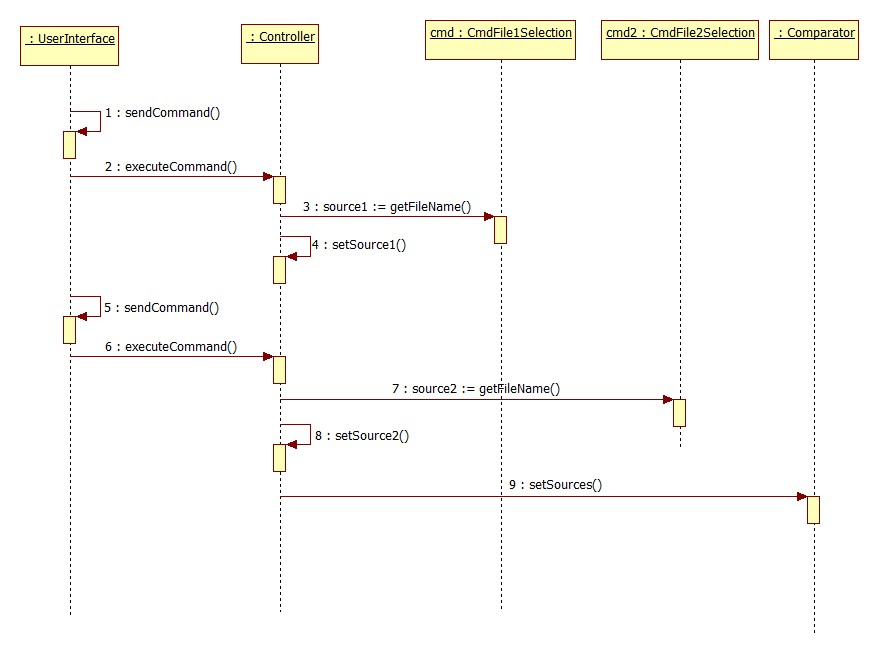 : UserInterface
: Controller
cmd : CmdFile1Selection
cmd2 : CmdFile2Selection
: Comparator
1 : sendCommand()
2 : executeCommand()
3 : source1 := getFileName()
4 : setSource1()
5 : sendCommand()
6 : executeCommand()
7 : source2 := getFileName()
8 : setSource2()
9 : setSources()